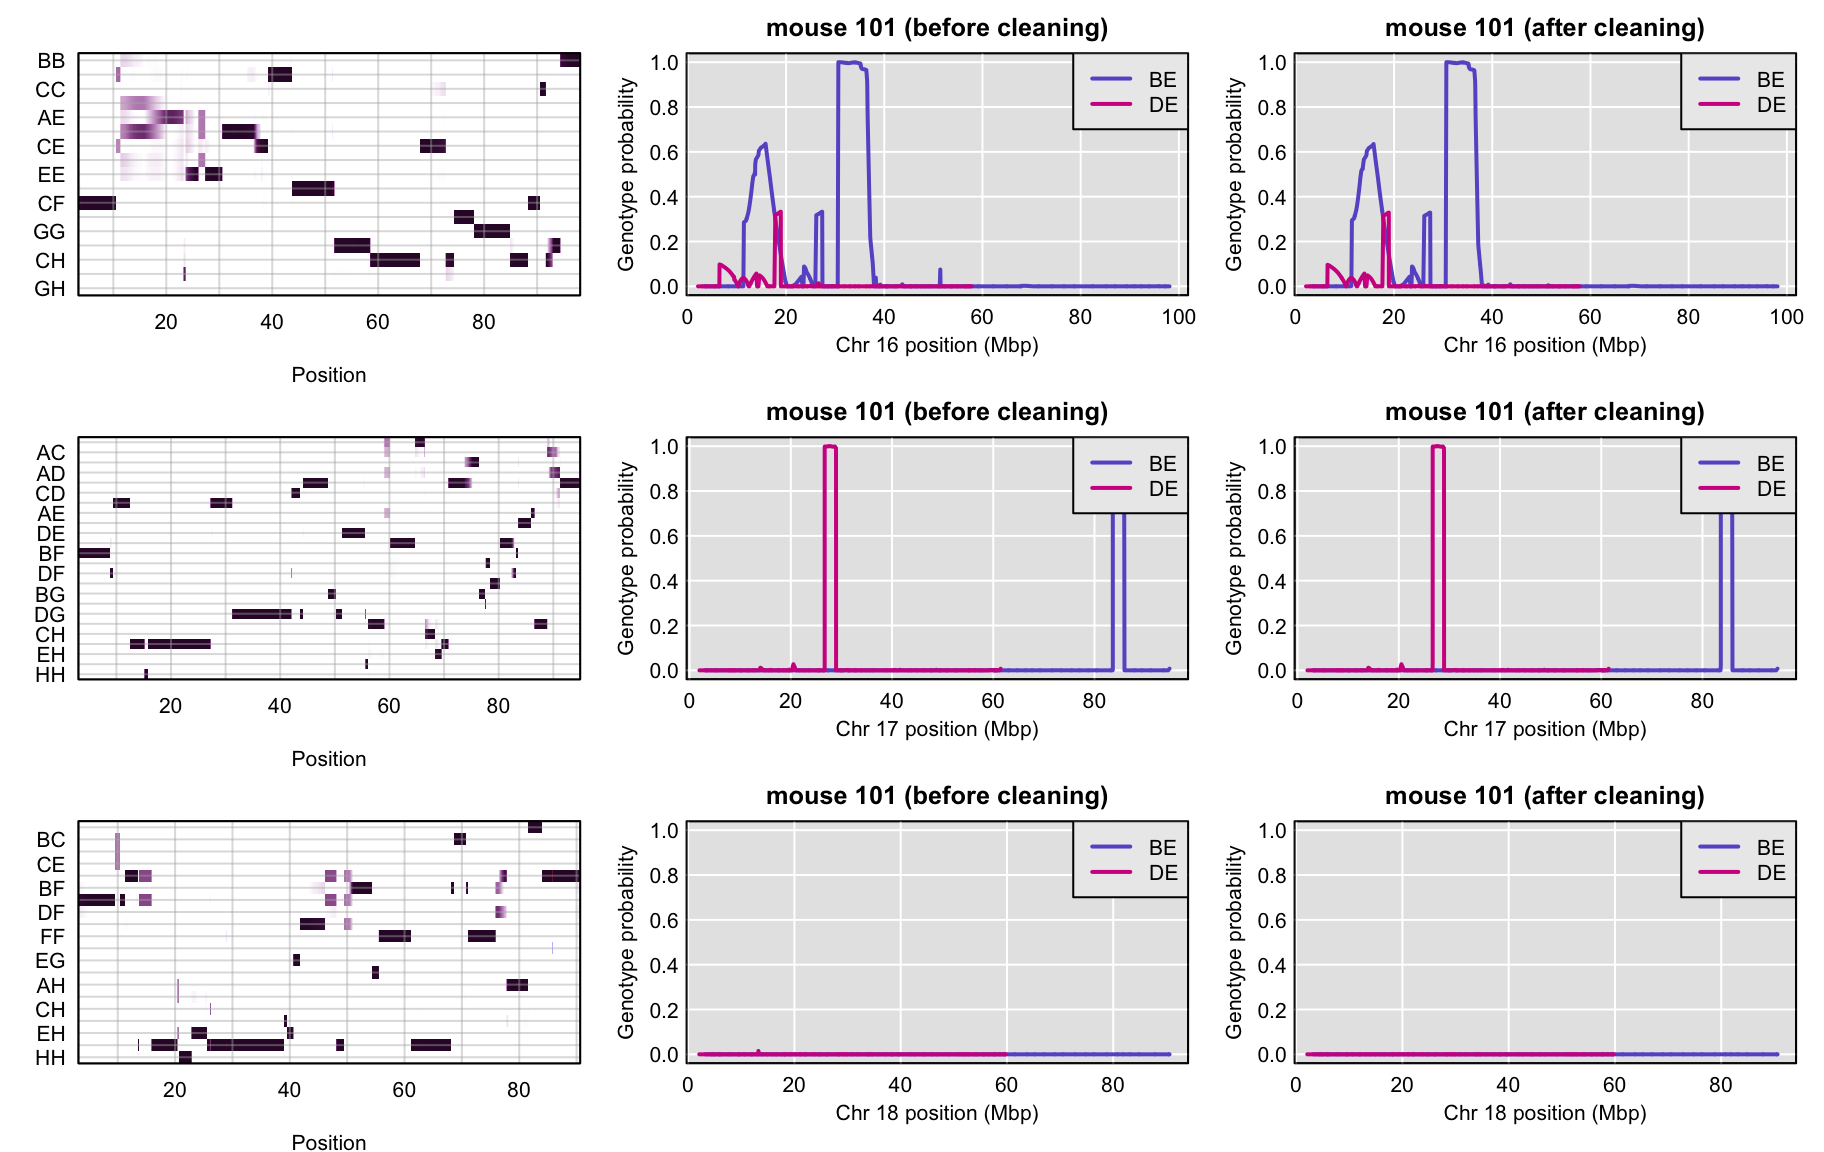 BB
CC
AE
CE
EE
CF
GG
CH
GH
20 40 60 80
Position
mouse 101 (before cleaning)
Genotype probability
1.0
0.8
0.6
0.4
0.2
0.0
BE
DE
0 20 40 60 80 100
Chr 16 position (Mbp)
mouse 101 (after cleaning)
Genotype probability
1.0
0.8
0.6
0.4
0.2
0.0
BE
DE
0 20 40 60 80 100
Chr 16 position (Mbp)
AC
AD
CD
AE
DE
BF
DF
BG
DG
CH
EH
HH
20 40 60 80
Position
mouse 101 (before cleaning)
Genotype probability
1.0
0.8
0.6
0.4
0.2
0.0
BE
DE
0 20 40 60 80
Chr 17 position (Mbp)
mouse 101 (after cleaning)
Genotype probability
1.0
0.8
0.6
0.4
0.2
0.0
BE
DE
0 20 40 60 80
Chr 17 position (Mbp)
BC
CE
BF
DF
FF
EG
AH
CH
EH
HH
20 40 60 80
Position
mouse 101 (before cleaning)
Genotype probability
1.0
0.8
0.6
0.4
0.2
0.0
BE
DE
0 20 40 60 80
Chr 18 position (Mbp)
mouse 101 (after cleaning)
Genotype probability
1.0
0.8
0.6
0.4
0.2
0.0
BE
DE
0 20 40 60 80
Chr 18 position (Mbp)